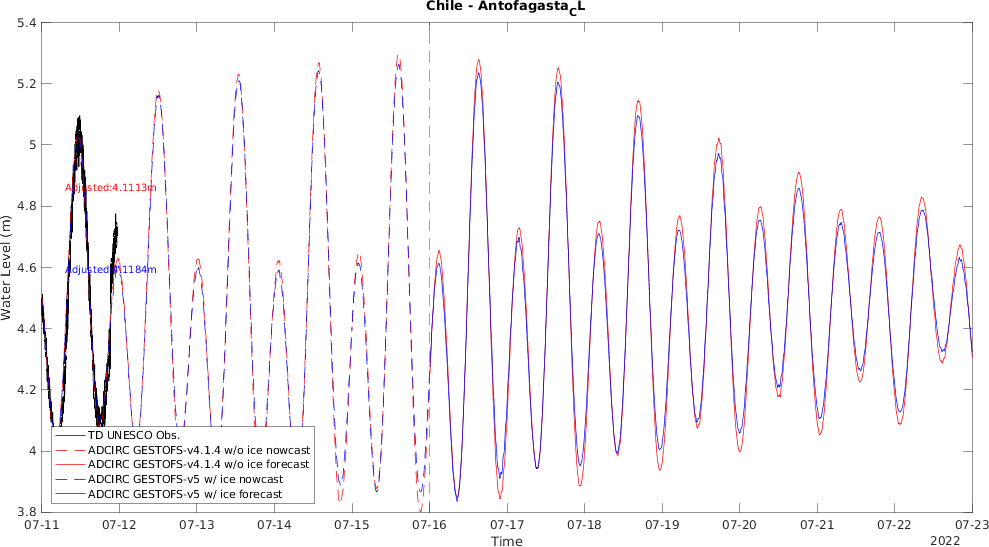 Chile - Antofagasta_CL
5.4
5.2
5
4.8
4.6
4.4
4.2
4
3.8
Water Level (m)
Adjusted:4.1113m
Adjusted:4.1184m
TD UNESCO Obs.
ADCIRC GESTOFS-v4.1.4 w/o ice nowcast
ADCIRC GESTOFS-v4.1.4 w/o ice forecast
ADCIRC GESTOFS-v5 w/ ice nowcast
ADCIRC GESTOFS-v5 w/ ice forecast
07-11 07-12 07-13 07-14 07-15 07-16 07-17 07-18 07-19 07-20 07-21 07-22 07-23
Time
2022